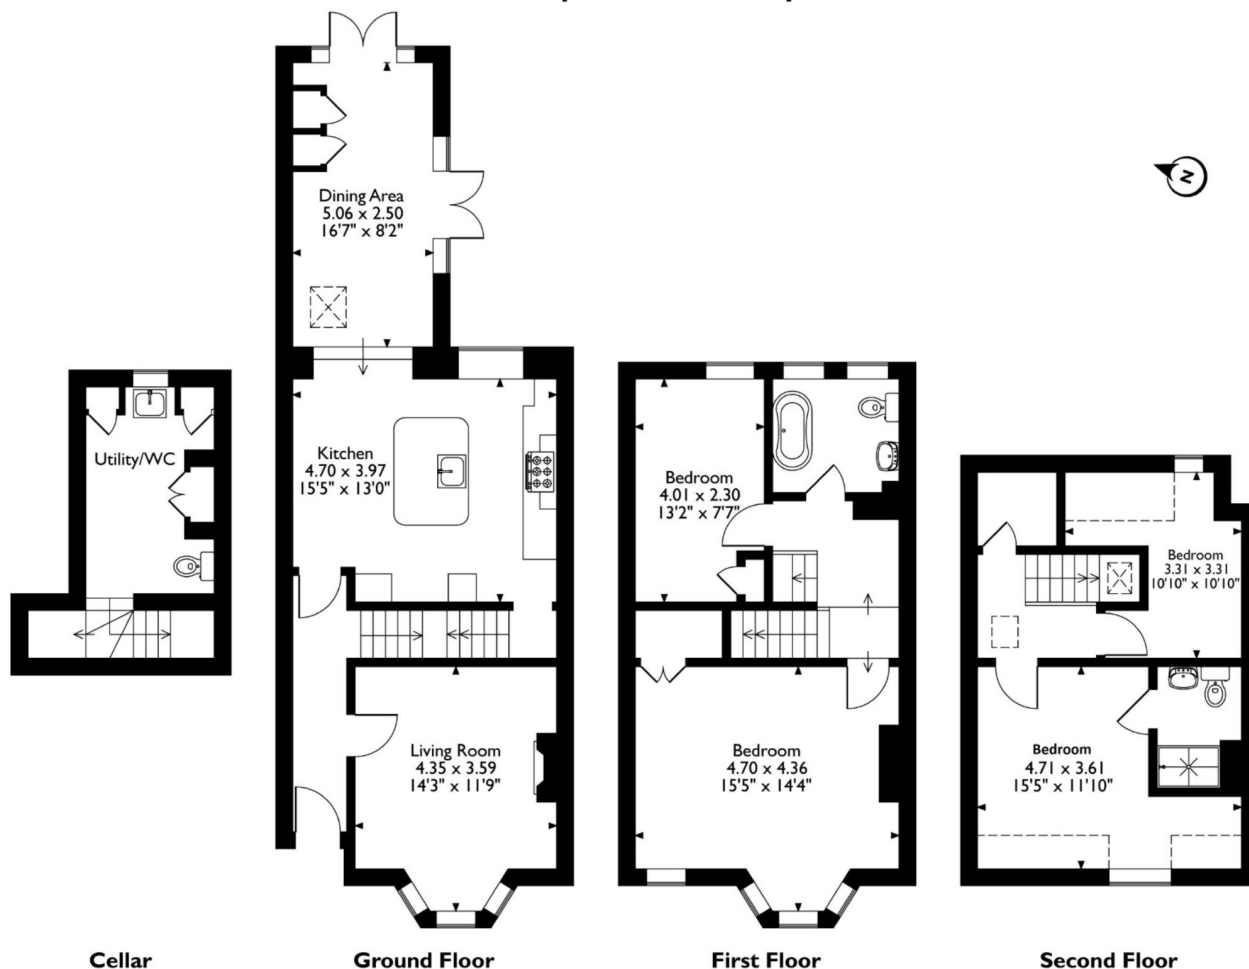 N
Dining Area
5.06 x 2.50
16'7" x 8'2"
Utility/WC
Kitchen
4.70 x 3.97
15'5" x 13'0"
Bedroom
4.01 x 2.30
13'2" x 7'7"
Bedroom
3.31 x 3.31
10'10" x 10'10"
Living Room
4.35 x 3.59
14'3" x 11'9"
Bedroom
4.70 x 4.36
15'5" x 14'4"
Bedroom
4.71 x 3.61
15'5" x 11'10"
Cellar
Ground Floor
First Floor
Second Floor